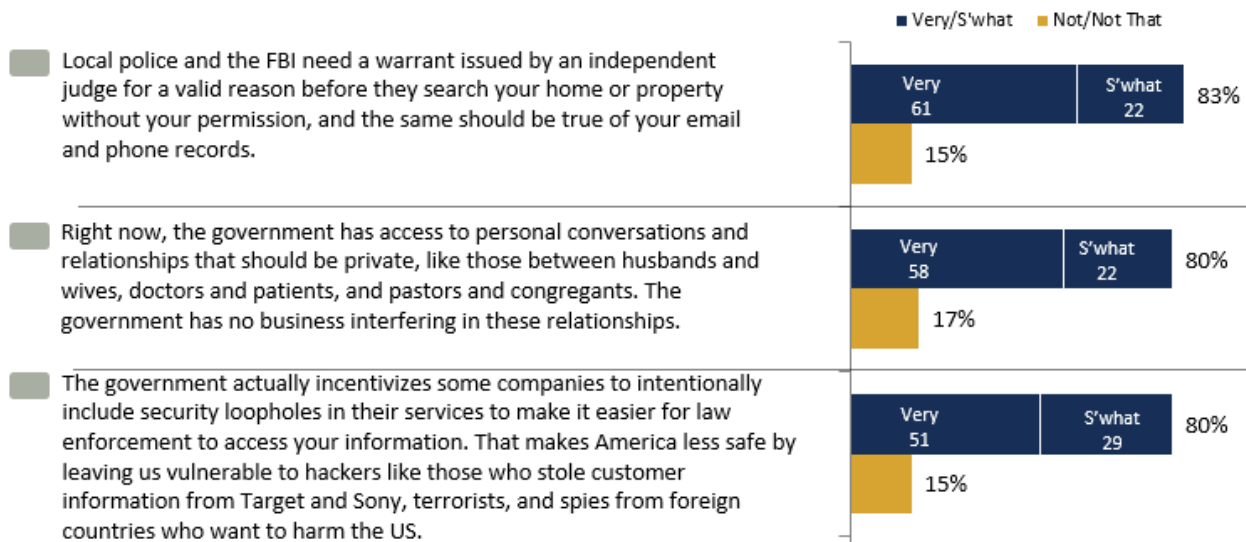 Very/S'what Not/Not That
Local police and the FBI need a warrant issued by an independent
judge for a valid reason before they search your home or property
without your permission, and the same should be true of your email
and phone records.
Very S'what
61 22 83%
15%
Right now, the government has access to personal conversations and
relationships that should be private, like those between husbands and
wives, doctors and patients, and pastors and congregants. The
government has no business interfering in these relationships.
Very S'what
58 22 80%
17%
The government actually incentivizes some companies to intentionally
include security loopholes in their services to make it easier for law
enforcement to access your information. That makes America less safe by
leaving us vulnerable to hackers like those who stole customer
information from Target and Sony, terrorists, and spies from foreign
countries who want to harm the US.
Very S'what
51 29 80%
15%